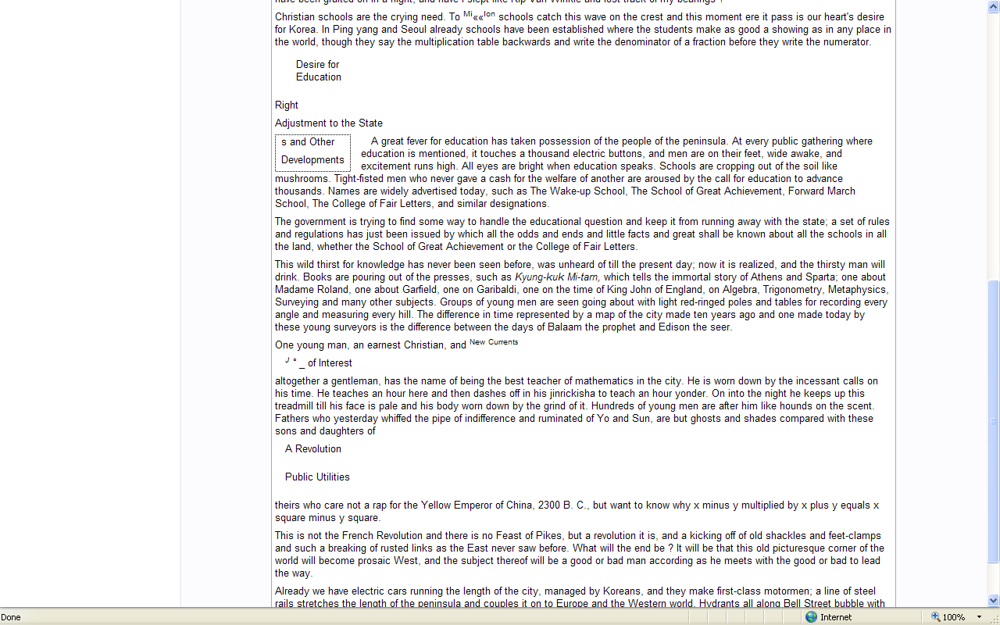 Christian schools are the crying need. To Mi««lon schools catch this wave on the crest and this moment ere it pass is our heart's desire
for Korea. In Ping yang and Seoul already schools have been established where the students make as good a showing as in any place in
the world, though they say the multiplication table backwards and write the denominator of a fraction before they write the numerator.
Desire for
Education
Right
Adjustment to the State
s and Other
Developments
A great fever for education has taken possession of the people of the peninsula. At every public gathering where
education is mentioned, it touches a thousand electric buttons, and men are on their feet, wide awake, and
excitement runs high. All eyes are bright when education speaks. Schools are cropping out of the soil like
mushrooms. Tight-fisted men who never gave a cash for the welfare of another are aroused by the call for education to advance
thousands. Names are widely advertised today, such as The Wake-up School, The School of Great Achievement, Forward March
School, The College of Fair Letters, and similar designations.
The government is trying to find some way to handle the educational question and keep it from running away with the state; a set of rules
and regulations has just been issued by which all the odds and ends and little facts and great shall be known about all the schools in all
the land, whether the School of Great Achievement or the College of Fair Letters.
This wild thirst for knowledge has never been seen before, was unheard of till the present day; now it is realized, and the thirsty man will
drink. Books are pouring out of the presses, such as Kyung-kuk Mi-tam, which tells the immortal story of Athens and Sparta; one about
Madame Roland, one about Garfield, one on Garibaldi, one on the time of King John of England, on Algebra, Trigonometry, Metaphysics,
Surveying and many other subjects. Groups of young men are seen going about with light red-ringed poles and tables for recording every
angle and measuring every hill. The difference in time represented by a map of the city made ten years ago and one made today by
these young surveyors is the difference between the days of Balaam the prophet and Edison the seer.
One young man, an earnest Christian, and New Currents
╯ ° _ of Interest
altogether a gentleman, has the name of being the best teacher of mathematics in the city. He is worn down by the incessant calls on
his time. He teaches an hour here and then dashes off in his jinrickisha to teach an hour yonder. On into the night he keeps up this
treadmill till his face is pale and his body worn down by the grind of it. Hundreds of young men are after him like hounds on the scent.
Fathers who yesterday whiffed the pipe of indifference and ruminated of Yo and Sun, are but ghosts and shades compared with these
sons and daughters of
A Revolution
Public Utilities
theirs who care not a rap for the Yellow Emperor of China, 2300 B. C., but want to know why x minus y multiplied by x plus y equals x
square minus y square.
This is not the French Revolution and there is no Feast of Pikes, but a revolution it is, and a kicking off of old shackles and feet-clamps
and such a breaking of rusted links as the East never saw before. What will the end be ? It will be that this old picturesque corner of the
world will become prosaic West, and the subject thereof will be a good or bad man according as he meets with the good or bad to lead
the way.
Already we have electric cars running the length of the city, managed by Koreans, and they make first-class motormen; a line of steel
rails stretches the length of the peninsula and couples it on to Europe and the Western world. Hydrants all along Bell Street bubble with
Done
Internet
100%